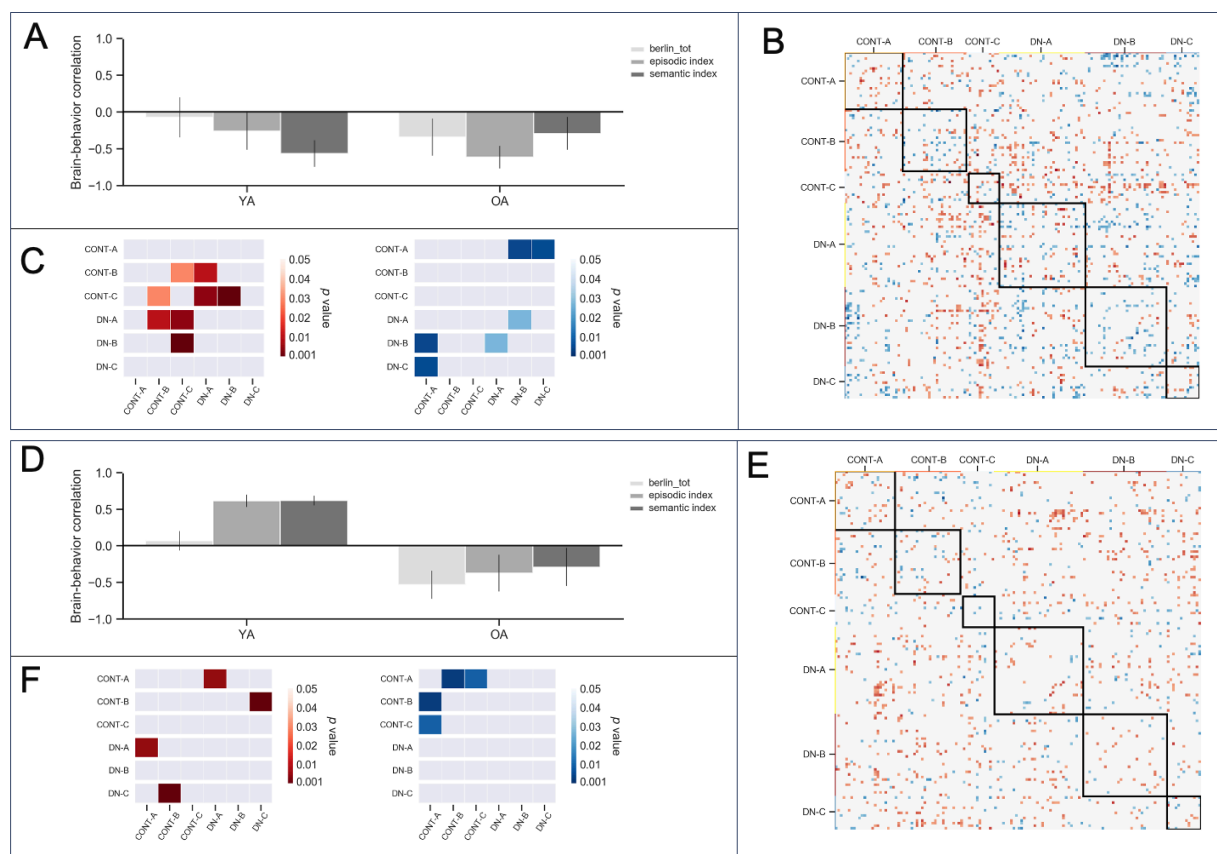 A
Brain-behavior correlation
1.0
0.5
0.0
−0.5
−1.0
YA
OA
berlin_tot
episodic index
semantic index
B
CONT-A
CONT-B
CONT-C
DN-A
DN-B
DN-C
CONT-A
CONT-B
CONT-C
DN-A
DN-B
DN-C
C
CONT-A
CONT-B
CONT-C
DN-A
DN-B
DN-C
CONT-A
CONT-B
CONT-C
DN-A
DN-B
DN-C
0.05
0.04
0.03
0.02
0.01
0.001
p value
CONT-A
CONT-B
CONT-C
DN-A
DN-B
DN-C
CONT-A
CONT-B
CONT-C
DN-A
DN-B
DN-C
0.05
0.04
0.03
0.02
0.01
0.001
p value
D
Brain-behavior correlation
1.0
0.5
0.0
−0.5
−1.0
YA
OA
berlin_tot
episodic index
semantic index
E
CONT-A
CONT-B
CONT-C
DN-A
DN-B
DN-C
CONT-A
CONT-B
CONT-C
DN-A
DN-B
DN-C
F
CONT-A
CONT-B
CONT-C
DN-A
DN-B
DN-C
CONT-A
CONT-B
CONT-C
DN-A
DN-B
DN-C
0.05
0.04
0.03
0.02
0.01
0.001
p value
CONT-A
CONT-B
CONT-C
DN-A
DN-B
DN-C
CONT-A
CONT-B
CONT-C
DN-A
DN-B
DN-C
0.05
0.04
0.03
0.02
0.01
0.001
p value